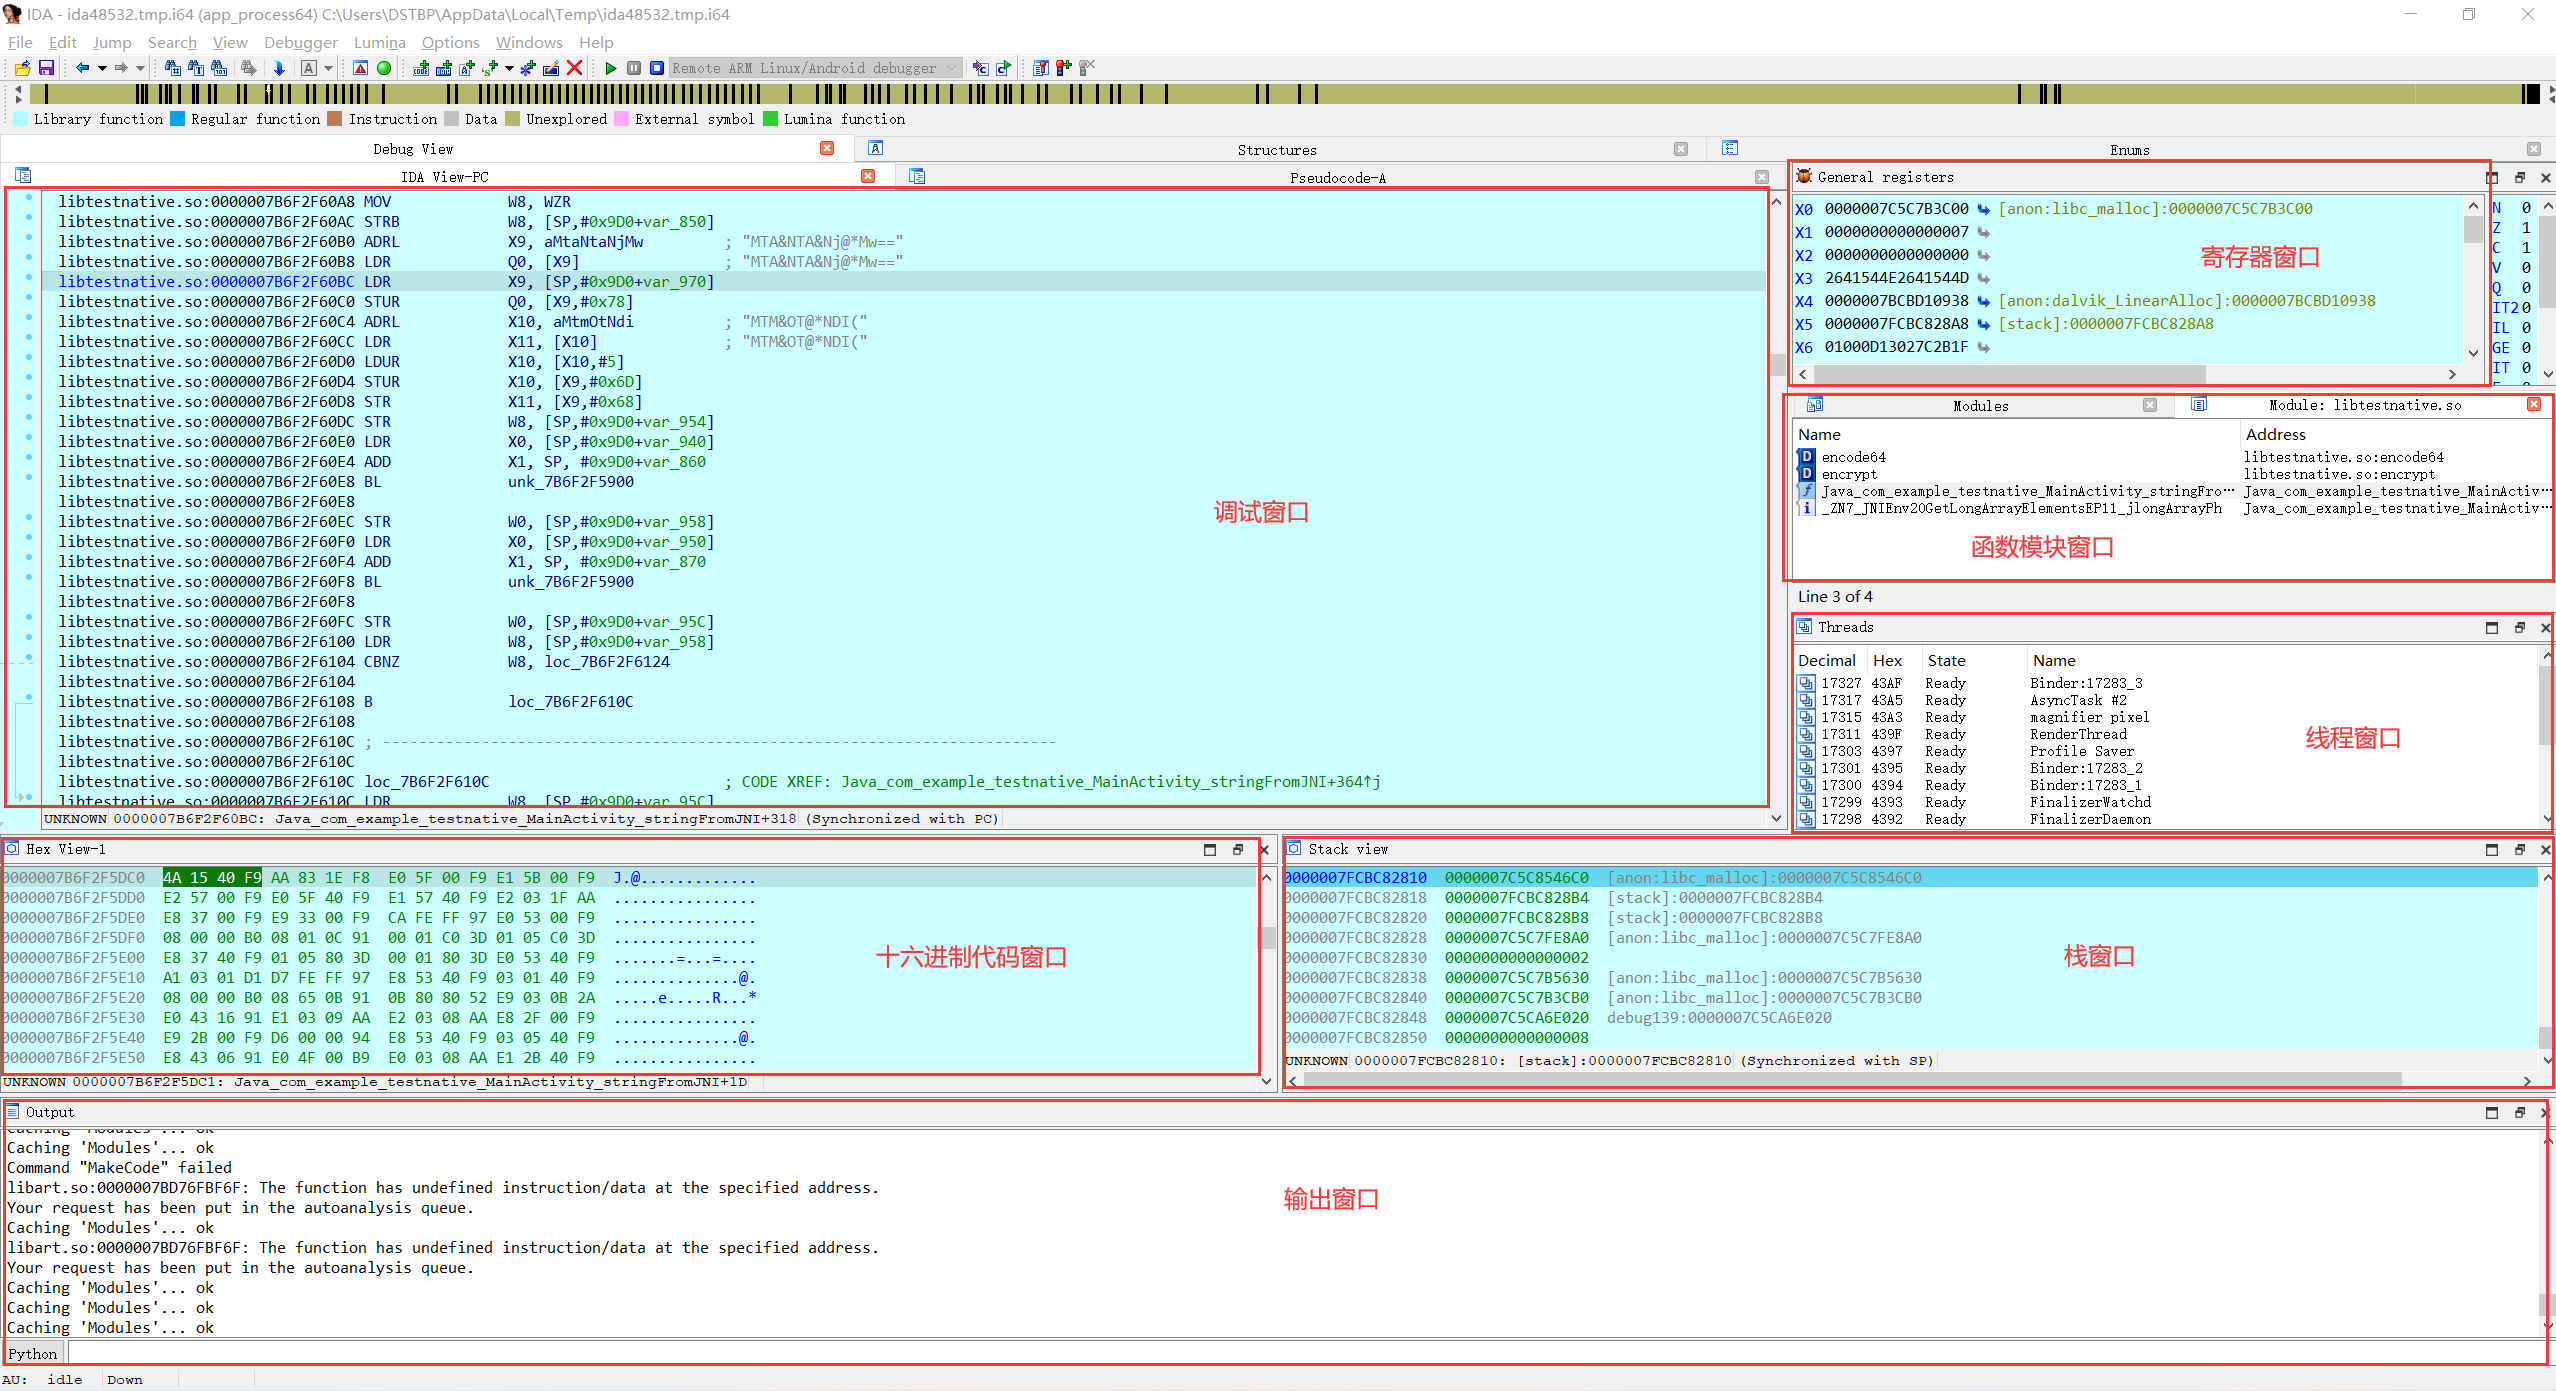 IDA - ida48532.tmp.i64 (app_process64) C:\Users\DSTBP\AppData\Local\Temp\ida48532.tmp.i64
File Edit Jump Search View Debugger Lumina Options Windows Help
Remote ARM Linux/Android debugger
Library function Regular function Instruction Data Unexplored External symbol Lumina function
Debug View Structures Enums
IDA View-PC Pseudocode-A
libtestnative.so:0000007B6F2F60A8 MOV W8, WZR
libtestnative.so:0000007B6F2F60AC STRB W8, [SP,#0x9D0+var_850]
libtestnative.so:0000007B6F2F60B0 ADRL X9, aMtaNtaNjMw ; "MTA&NTA&Nj@*Mw=="
libtestnative.so:0000007B6F2F60B8 LDR Q0, [X9] ; "MTA&NTA&Nj@*Mw=="
libtestnative.so:0000007B6F2F60BC LDR X9, [SP,#0x9D0+var_970]
libtestnative.so:0000007B6F2F60C0 STUR Q0, [X9,#0x78]
libtestnative.so:0000007B6F2F60C4 ADRL X10, aMtmOtNdi ; "MTM&OT@*NDI("
libtestnative.so:0000007B6F2F60CC LDR X11, [X10] ; "MTM&OT@*NDI("
libtestnative.so:0000007B6F2F60D0 LDUR X10, [X10,#5]
libtestnative.so:0000007B6F2F60D4 STUR X10, [X9,#0x6D]
libtestnative.so:0000007B6F2F60D8 STR X11, [X9,#0x68]
libtestnative.so:0000007B6F2F60DC STR W8, [SP,#0x9D0+var_954]
libtestnative.so:0000007B6F2F60E0 LDR X0, [SP,#0x9D0+var_940]
libtestnative.so:0000007B6F2F60E4 ADD X1, SP, #0x9D0+var_860
libtestnative.so:0000007B6F2F60E8 BL unk_7B6F2F5900
libtestnative.so:0000007B6F2F60E8
libtestnative.so:0000007B6F2F60EC STR W0, [SP,#0x9D0+var_958]
libtestnative.so:0000007B6F2F60F0 LDR X0, [SP,#0x9D0+var_950]
libtestnative.so:0000007B6F2F60F4 ADD X1, SP, #0x9D0+var_870
libtestnative.so:0000007B6F2F60F8 BL unk_7B6F2F5900
libtestnative.so:0000007B6F2F60F8
libtestnative.so:0000007B6F2F60FC STR W0, [SP,#0x9D0+var_95C]
libtestnative.so:0000007B6F2F6100 LDR W8, [SP,#0x9D0+var_958]
libtestnative.so:0000007B6F2F6104 CBNZ W8, loc_7B6F2F6124
libtestnative.so:0000007B6F2F6104
libtestnative.so:0000007B6F2F6108 B loc_7B6F2F610C
libtestnative.so:0000007B6F2F6108
libtestnative.so:0000007B6F2F610C ; ---------------------------------------------------------------------------
libtestnative.so:0000007B6F2F610C
libtestnative.so:0000007B6F2F610C loc_7B6F2F610C ; CODE XREF: Java_com_example_testnative_MainActivity_stringFromJNI+364↑j
libtestnative.so:0000007B6F2F610C LDR W8, [SP,#0x9D0+var_95C]
UNKNOWN 0000007B6F2F60BC: Java_com_example_testnative_MainActivity_stringFromJNI+318 (Synchronized with PC)
调试窗口
General registers
X0 0000007C5C7B3C00 [anon:libc_malloc]:0000007C5C7B3C00
X1 0000000000000007
X2 0000000000000000
X3 2641544E2641544D
X4 0000007BCBD10938 [anon:dalvik_LinearAlloc]:0000007BCBD10938
X5 0000007FCBC828A8 [stack]:0000007FCBC828A8
X6 01000D13027C2B1F
寄存器窗口
N 0
Z 1
C 1
V 0
Q 0
IT2 0
IL 0
GE 0
IT 0
Modules Module: libtestnative.so
Name Address
encode64 libtestnative.so:encode64
encrypt libtestnative.so:encrypt
Java_com_example_testnative_MainActivity_stringFro··· Java_com_example_testnative_MainActiv···
_ZN7_JNIEnv20GetLongArrayElementsEP11_jlongArrayPh Java_com_example_testnative_MainActiv···
函数模块窗口
Line 3 of 4
Threads
Decimal Hex State Name
17327 43AF Ready Binder:17283_3
17317 43A5 Ready AsyncTask #2
17315 43A3 Ready magnifier pixel
17311 439F Ready RenderThread
17303 4397 Ready Profile Saver
17301 4395 Ready Binder:17283_2
17300 4394 Ready Binder:17283_1
17299 4393 Ready FinalizerWatchd
17298 4392 Ready FinalizerDaemon
线程窗口
Hex View-1
0000007B6F2F5DC0 4A 15 40 F9 AA 83 1E F8 E0 5F 00 F9 E1 5B 00 F9 J.@.............
0000007B6F2F5DD0 E2 57 00 F9 E0 5F 40 F9 E1 57 40 F9 E2 03 1F AA ................
0000007B6F2F5DE0 E8 37 00 F9 E9 33 00 F9 CA FE FF 97 E0 53 00 F9 ................
0000007B6F2F5DF0 08 00 00 B0 08 01 0C 91 00 01 C0 3D 01 05 C0 3D ................
0000007B6F2F5E00 E8 37 40 F9 01 05 80 3D 00 01 80 3D E0 53 40 F9 .......=...=....
0000007B6F2F5E10 A1 03 01 D1 D7 FE FF 97 E8 53 40 F9 03 01 40 F9 ..............@.
0000007B6F2F5E20 08 00 00 B0 08 65 0B 91 0B 80 80 52 E9 03 0B 2A .....e.....R...*
0000007B6F2F5E30 E0 43 16 91 E1 03 09 AA E2 03 08 AA E8 2F 00 F9 ................
0000007B6F2F5E40 E9 2B 00 F9 D6 00 00 94 E8 53 40 F9 03 05 40 F9 ..............@.
0000007B6F2F5E50 E8 43 06 91 E0 4F 00 B9 E0 03 08 AA E1 2B 40 F9 ................
UNKNOWN 0000007B6F2F5DC1: Java_com_example_testnative_MainActivity_stringFromJNI+1D
十六进制代码窗口
Stack view
0000007FCBC82810 0000007C5C8546C0 [anon:libc_malloc]:0000007C5C8546C0
0000007FCBC82818 0000007FCBC828B4 [stack]:0000007FCBC828B4
0000007FCBC82820 0000007FCBC828B8 [stack]:0000007FCBC828B8
0000007FCBC82828 0000007C5C7FE8A0 [anon:libc_malloc]:0000007C5C7FE8A0
0000007FCBC82830 0000000000000002
0000007FCBC82838 0000007C5C7B5630 [anon:libc_malloc]:0000007C5C7B5630
0000007FCBC82840 0000007C5C7B3CB0 [anon:libc_malloc]:0000007C5C7B3CB0
0000007FCBC82848 0000007C5CA6E020 debug139:0000007C5CA6E020
0000007FCBC82850 0000000000000008
UNKNOWN 0000007FCBC82810: [stack]:0000007FCBC82810 (Synchronized with SP)
栈窗口
Output
Caching 'Modules'... ok
Caching 'Modules'... ok
Command "MakeCode" failed
libart.so:0000007BD76FBF6F: The function has undefined instruction/data at the specified address.
Your request has been put in the autoanalysis queue.
Caching 'Modules'... ok
libart.so:0000007BD76FBF6F: The function has undefined instruction/data at the specified address.
Your request has been put in the autoanalysis queue.
Caching 'Modules'... ok
Caching 'Modules'... ok
Caching 'Modules'... ok
输出窗口
Python
AU: idle Down